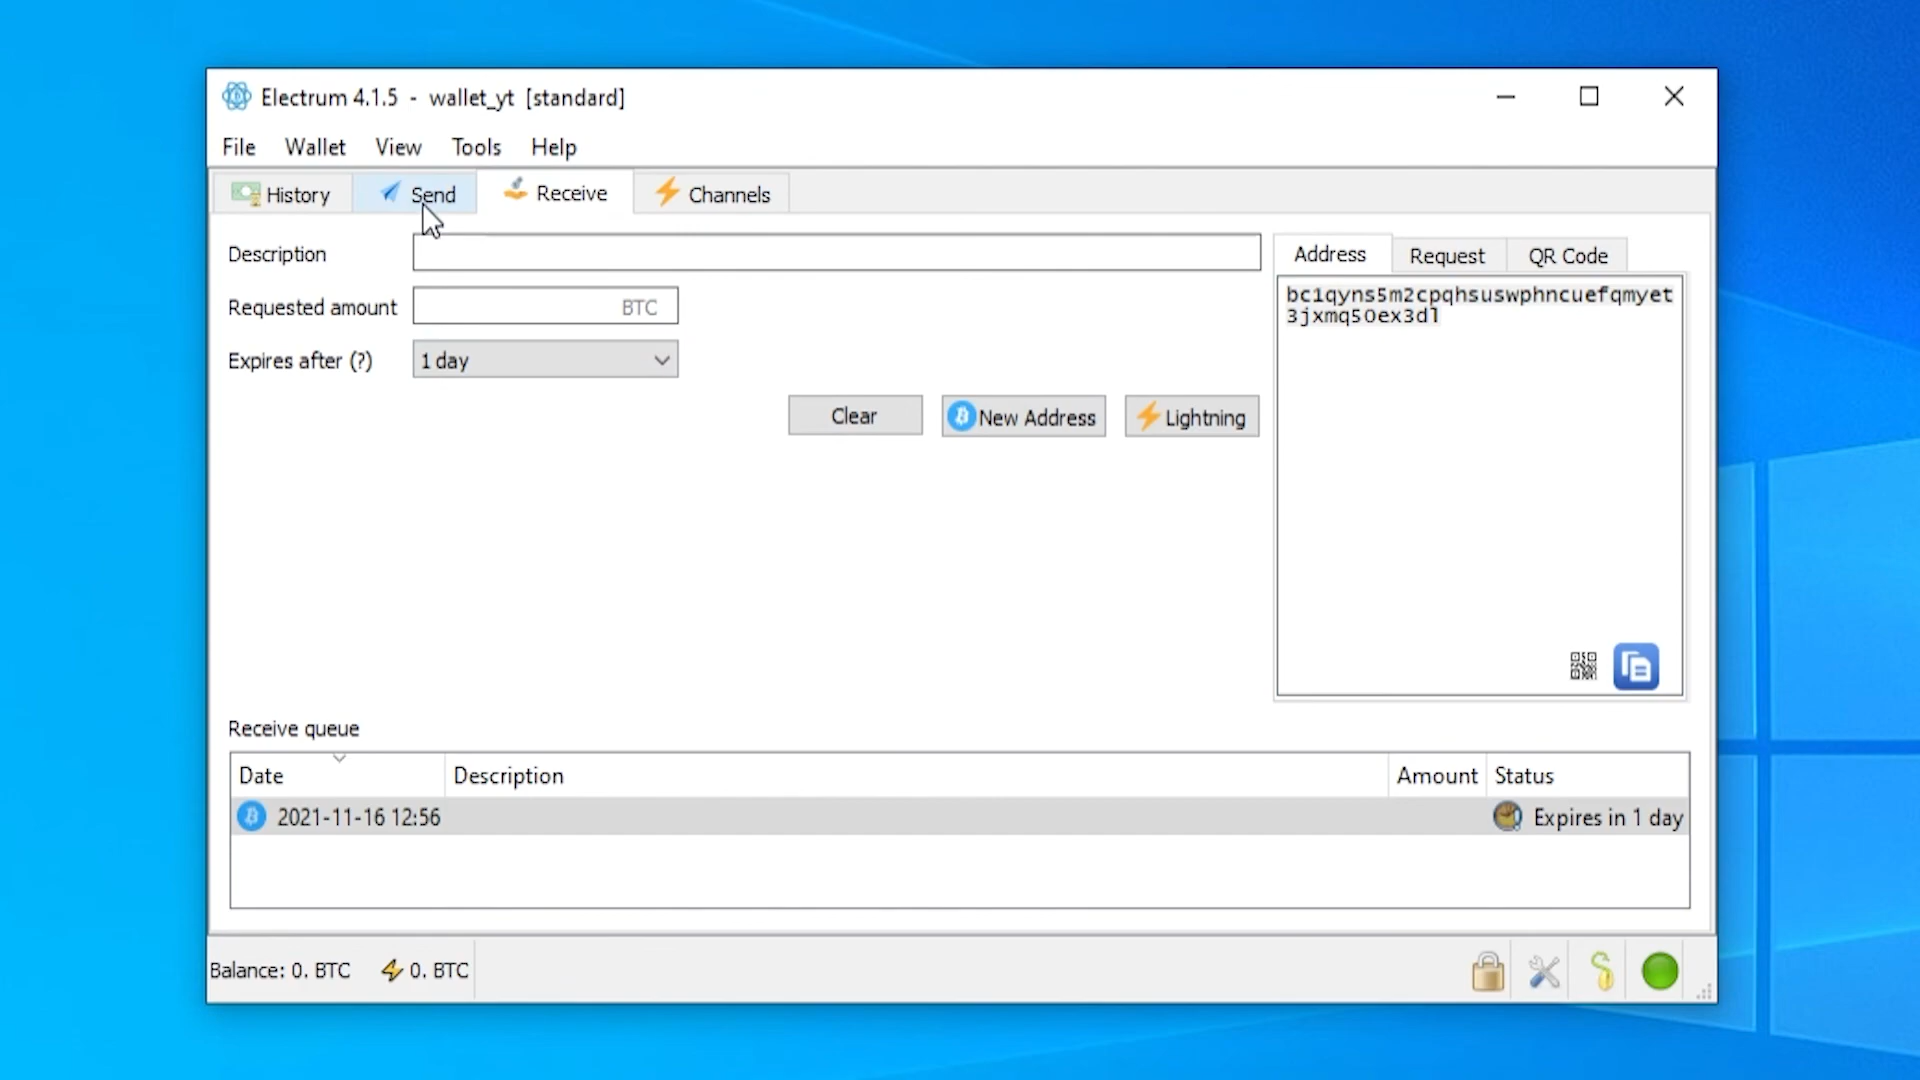 Electrum 4.1.5 - wallet_yt [standard]
File Wallet View Tools Help
History Send Receive Channels
Description
Requested amount BTC
Expires after (?) 1 day
Clear New Address Lightning
Address Request QR Code
bc1qyns5m2cpqhsuswphncuefqmyet
3jxmq50ex3dl
Receive queue
Date Description Amount Status
2021-11-16 12:56 Expires in 1 day
Balance: 0. BTC 0. BTC